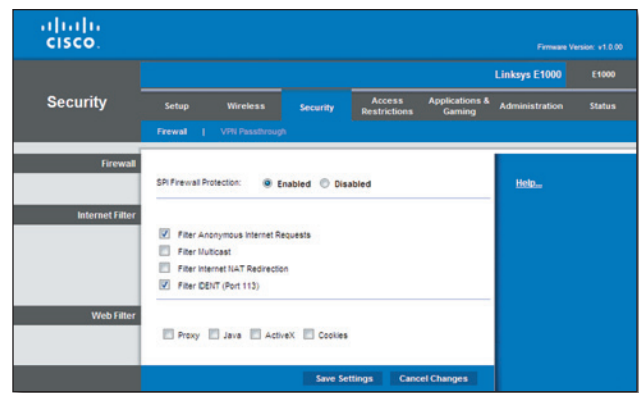 CISCO.
Firmware Version: v1.0.00
Linksys E1000 E1000
Security
Setup Wireless Security Access Restrictions Applications & Gaming Administration Status
Firewall | VPN Passthrough
Firewall
SPI Firewall Protection: Enabled Disabled
Help...
Internet Filter
Filter Anonymous Internet Requests
Filter Multicast
Filter Internet NAT Redirection
Filter IDENT (Port 113)
Web Filter
Proxy Java ActiveX Cookies
Save Settings Cancel Changes